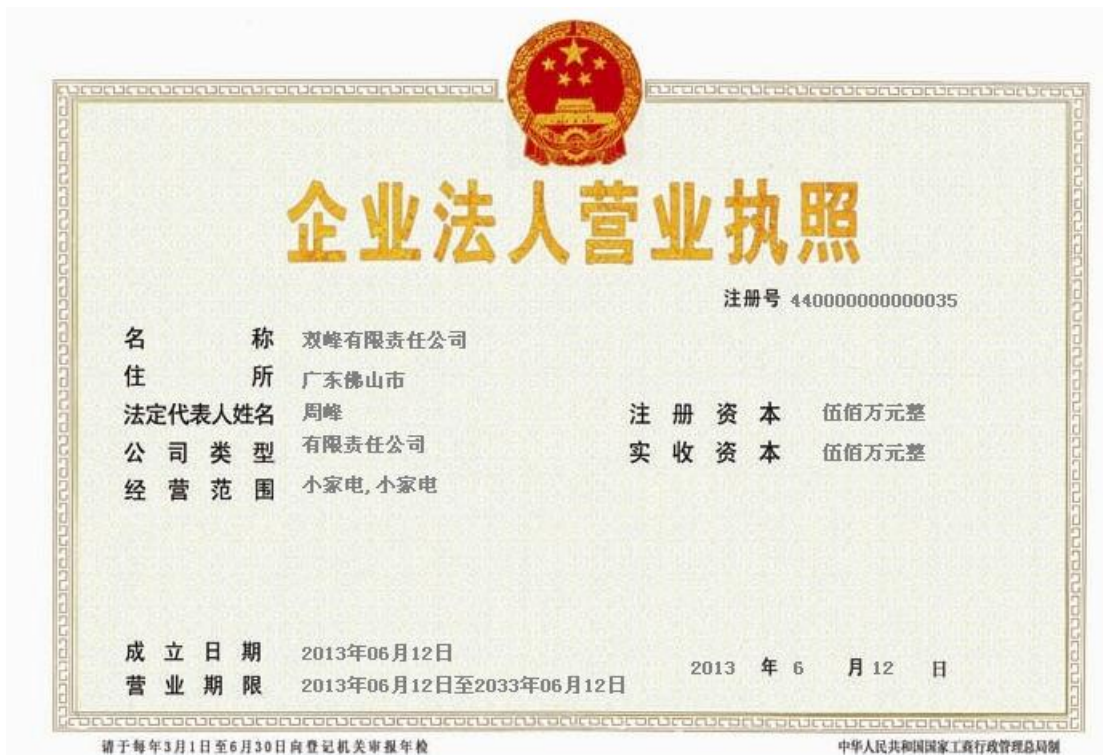 企业法人营业执照
注册号 440000000000035
名称 双峰有限责任公司
住所 广东佛山市
法定代表人姓名 周峰 注册资本 伍佰万元整
公司类型 有限责任公司 实收资本 伍佰万元整
经营范围 小家电,小家电
成立日期 2013年06月12日
2013 年 6 月 12 日
营业期限 2013年06月12日至2033年06月12日
请于每年3月1日至6月30日向登记机关审报年检 中华人民共和国国家工商行政管理总局制